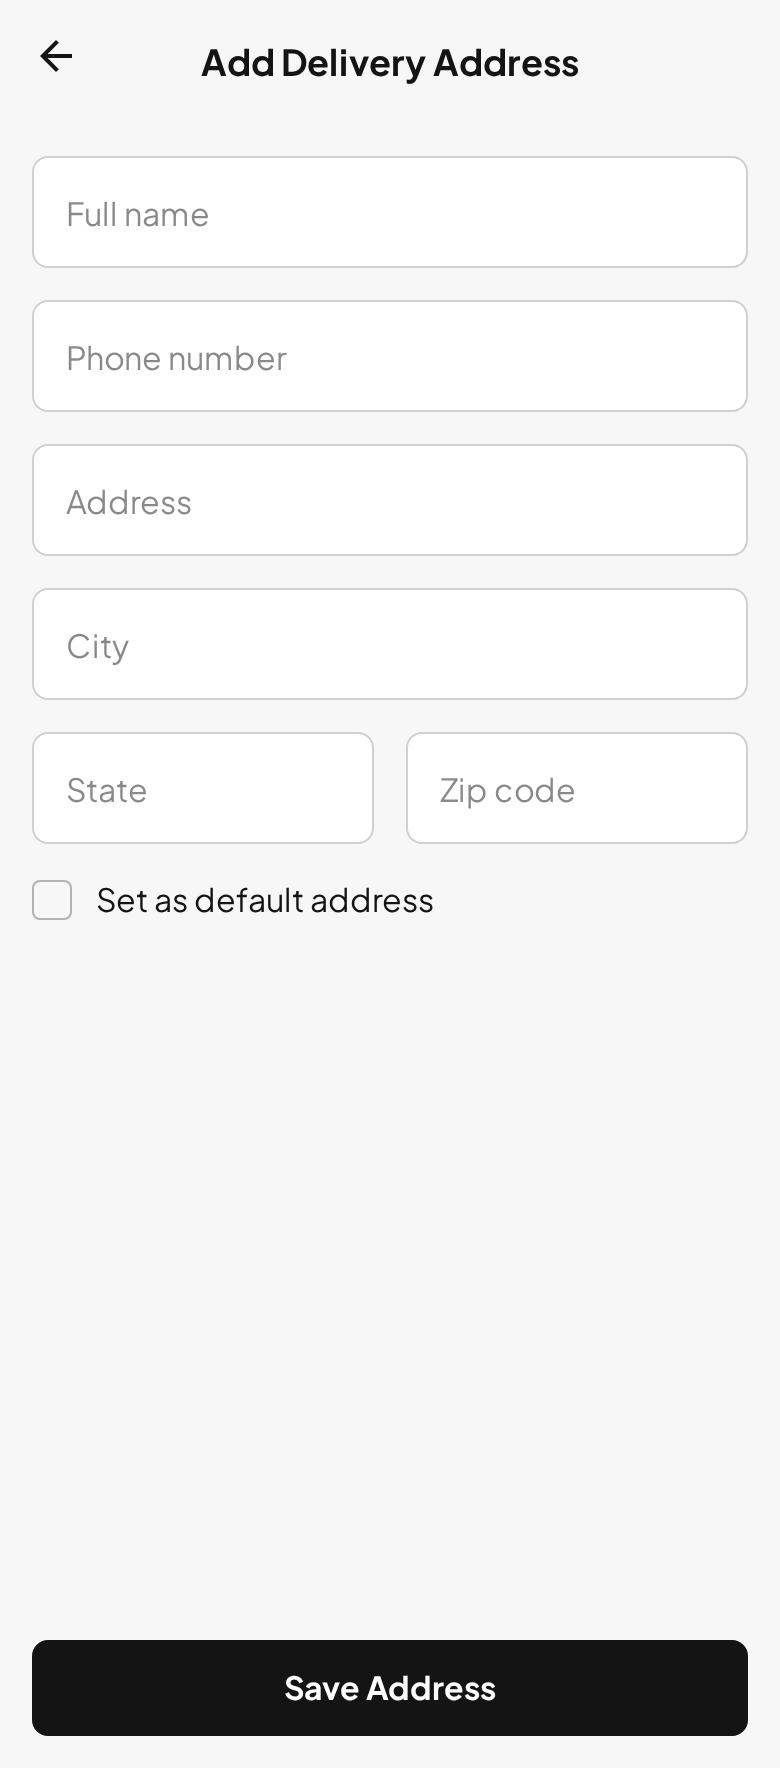 Add Delivery Address
Full name
Phone number
Address
City
State
Zip code
Set as default address
Save Address